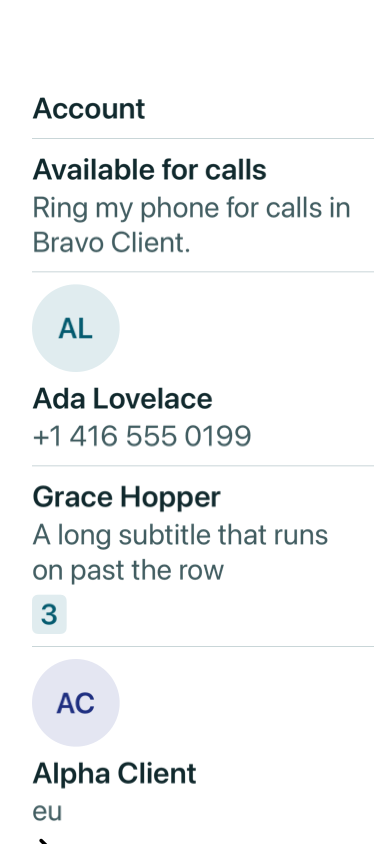 Account
Available for calls
Ring my phone for calls in
Bravo Client.
AL
Ada Lovelace
+1 416 555 0199
Grace Hopper
A long subtitle that runs
on past the row
3
AC
Alpha Client
eu